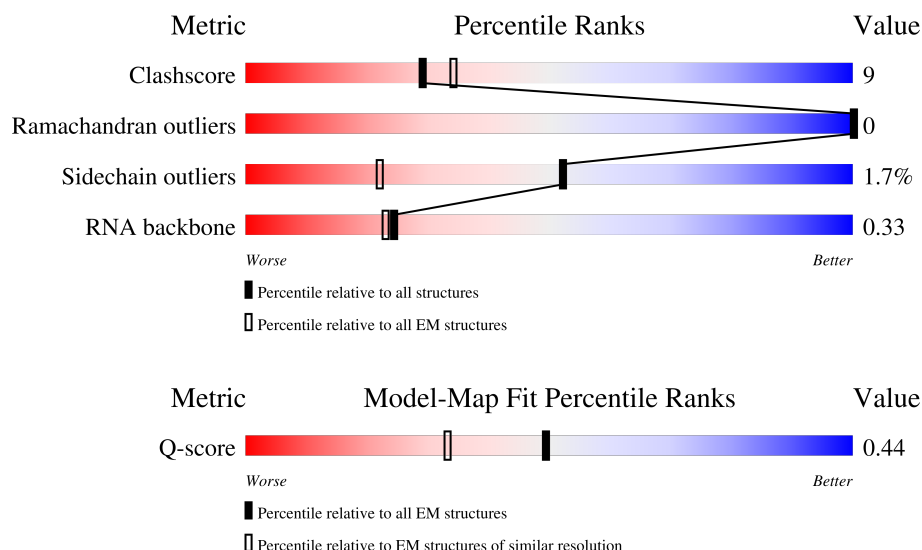 Metric Percentile Ranks Value
Clashscore 9
Ramachandran outliers 0
Sidechain outliers 1.7%
RNA backbone 0.33
Worse Better
Percentile relative to all structures
Percentile relative to all EM structures
Metric Model-Map Fit Percentile Ranks Value
Q-score 0.44
Worse Better
Percentile relative to all EM structures
Percentile relative to EM structures of similar resolution